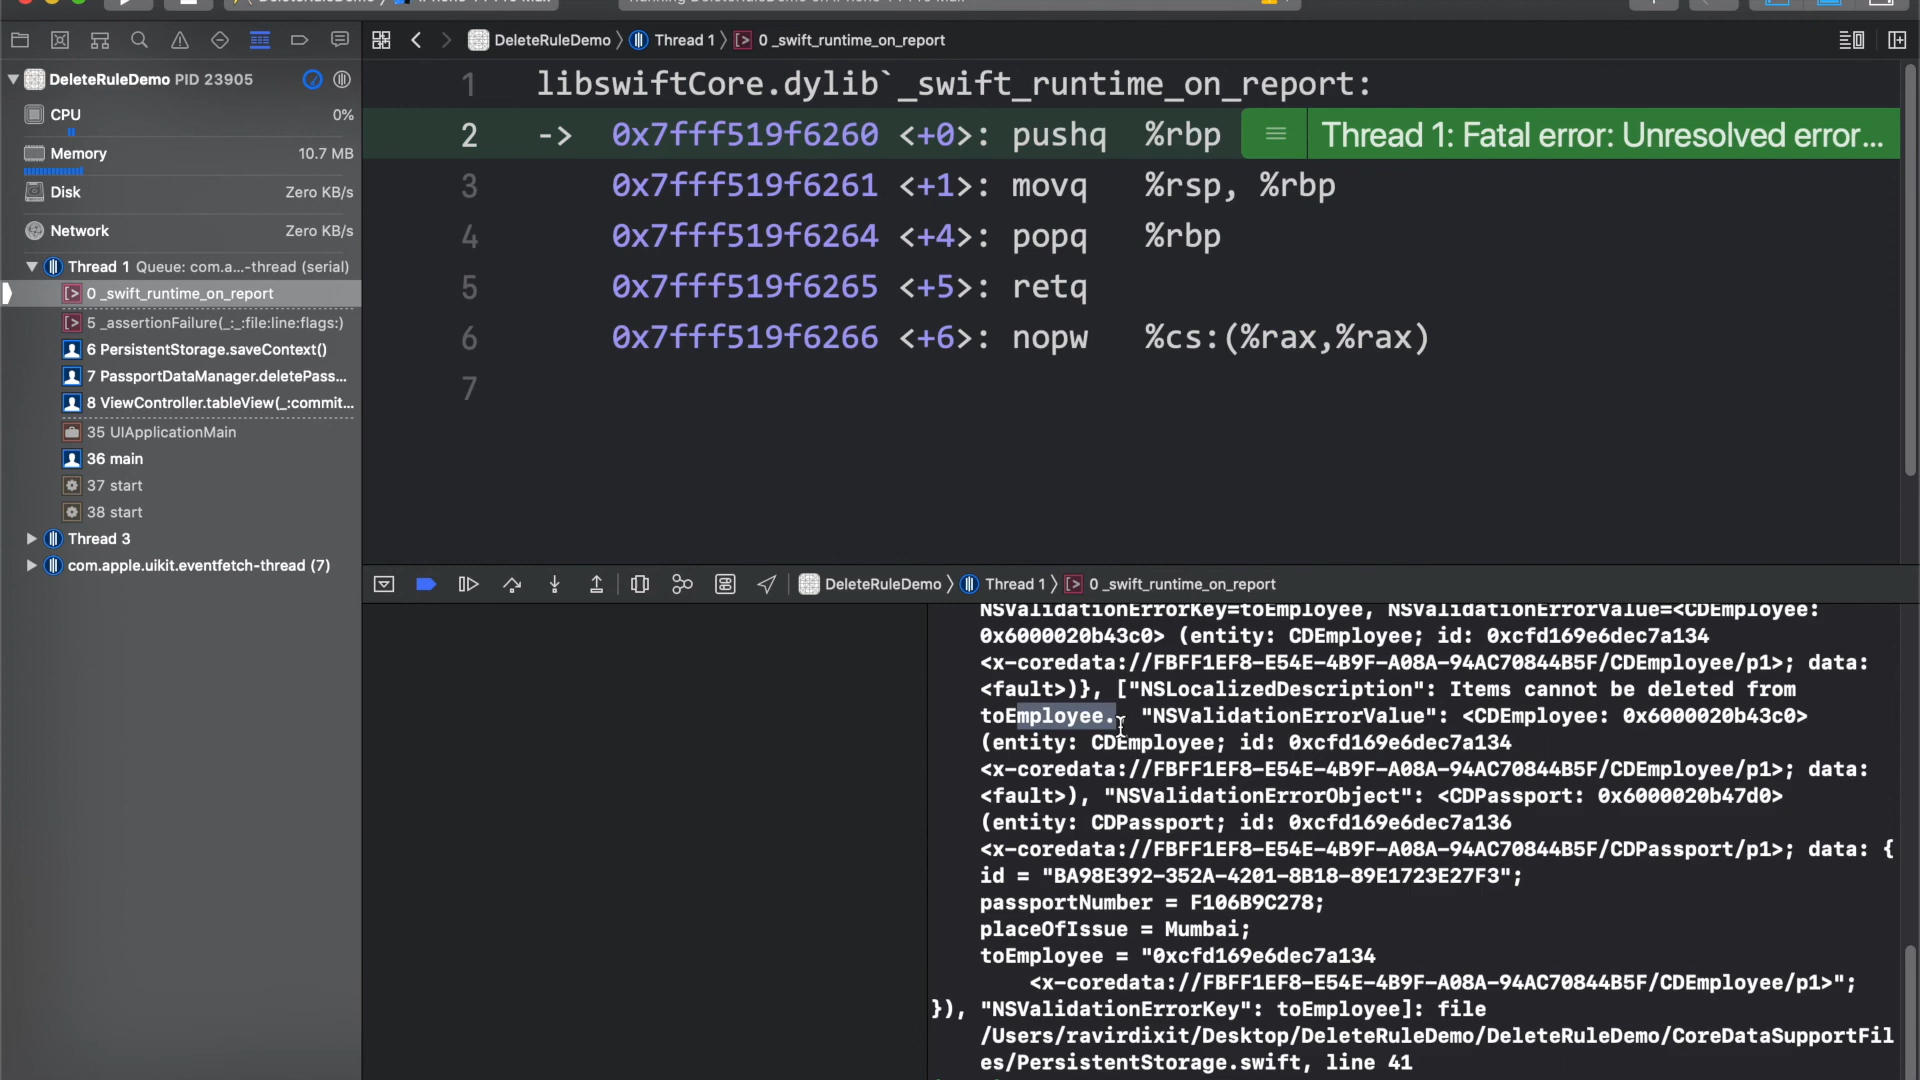 DeleteRuleDemo 〉 Thread 1 〉 0 _swift_runtime_on_report
DeleteRuleDemo PID 23905
CPU 0%
Memory 10.7 MB
Disk Zero KB/s
Network Zero KB/s
Thread 1 Queue: com.a...-thread (serial)
0 _swift_runtime_on_report
5 _assertionFailure(_:_:file:line:flags:)
6 PersistentStorage.saveContext()
7 PassportDataManager.deletePass...
8 ViewController.tableView(_:commit...
35 UIApplicationMain
36 main
37 start
38 start
Thread 3
com.apple.uikit.eventfetch-thread (7)
1 libswiftCore.dylib`_swift_runtime_on_report:
2 -> 0x7fff519f6260 <+0>: pushq %rbp Thread 1: Fatal error: Unresolved error...
3 0x7fff519f6261 <+1>: movq %rsp, %rbp
4 0x7fff519f6264 <+4>: popq %rbp
5 0x7fff519f6265 <+5>: retq
6 0x7fff519f6266 <+6>: nopw %cs:(%rax,%rax)
7
DeleteRuleDemo 〉 Thread 1 〉 0 _swift_runtime_on_report
NSValidationErrorKey=toEmployee, NSValidationErrorValue=<CDEmployee:
0x6000020b43c0> (entity: CDEmployee; id: 0xcfd169e6dec7a134
<x-coredata://FBFF1EF8-E54E-4B9F-A08A-94AC70844B5F/CDEmployee/p1>; data:
<fault>)}, ["NSLocalizedDescription": Items cannot be deleted from
toEmployee., "NSValidationErrorValue": <CDEmployee: 0x6000020b43c0>
(entity: CDEmployee; id: 0xcfd169e6dec7a134
<x-coredata://FBFF1EF8-E54E-4B9F-A08A-94AC70844B5F/CDEmployee/p1>; data:
<fault>), "NSValidationErrorObject": <CDPassport: 0x6000020b47d0>
(entity: CDPassport; id: 0xcfd169e6dec7a136
<x-coredata://FBFF1EF8-E54E-4B9F-A08A-94AC70844B5F/CDPassport/p1>; data: {
id = "BA98E392-352A-4201-8B18-89E1723E27F3";
passportNumber = F106B9C278;
placeOfIssue = Mumbai;
toEmployee = "0xcfd169e6dec7a134
<x-coredata://FBFF1EF8-E54E-4B9F-A08A-94AC70844B5F/CDEmployee/p1>";
}), "NSValidationErrorKey": toEmployee]: file
/Users/ravirdixit/Desktop/DeleteRuleDemo/DeleteRuleDemo/CoreDataSupportFil
es/PersistentStorage.swift, line 41